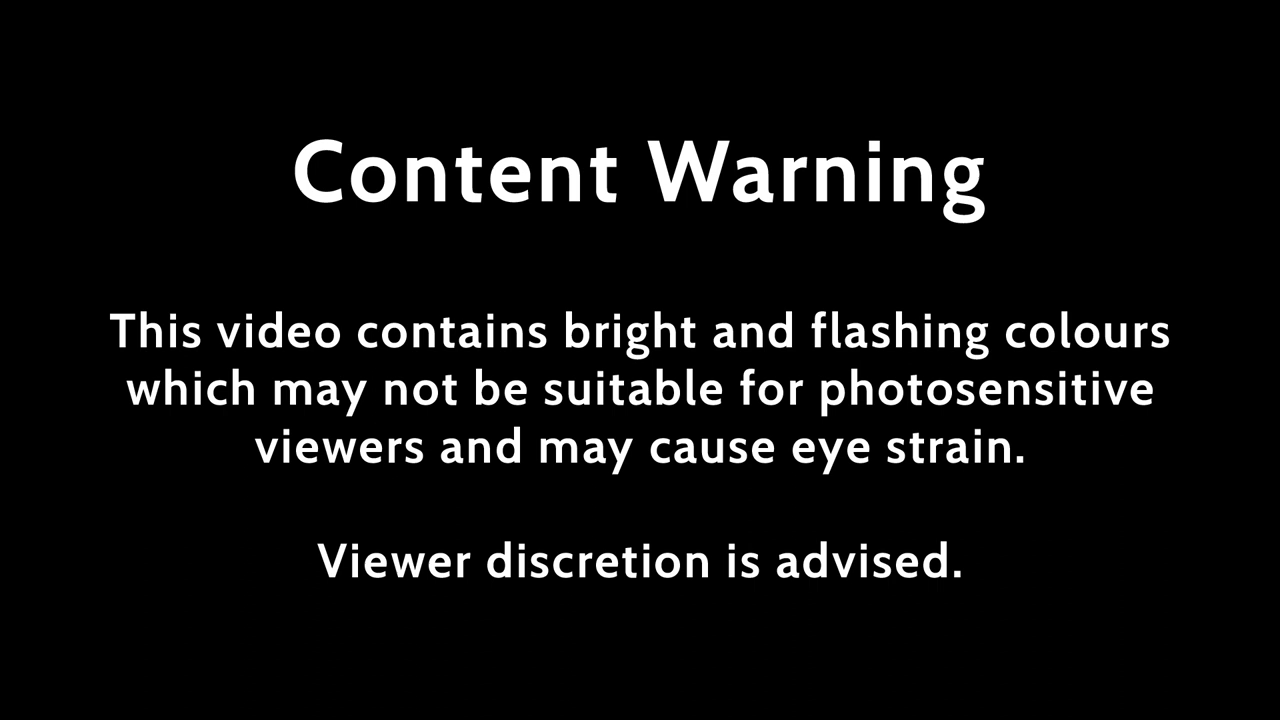 Content Warning
This video contains bright and flashing colours
which may not be suitable for photosensitive
viewers and may cause eye strain.
Viewer discretion is advised.